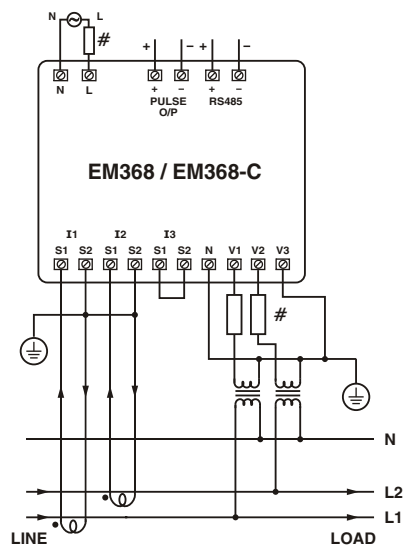 N L
#
+ − + −
N L + − + −
PULSE O/P RS485
EM368 / EM368-C
I1 I2 I3
S1 S2 S1 S2 S1 S2 N V1 V2 V3
#
N
L2
L1
LINE LOAD